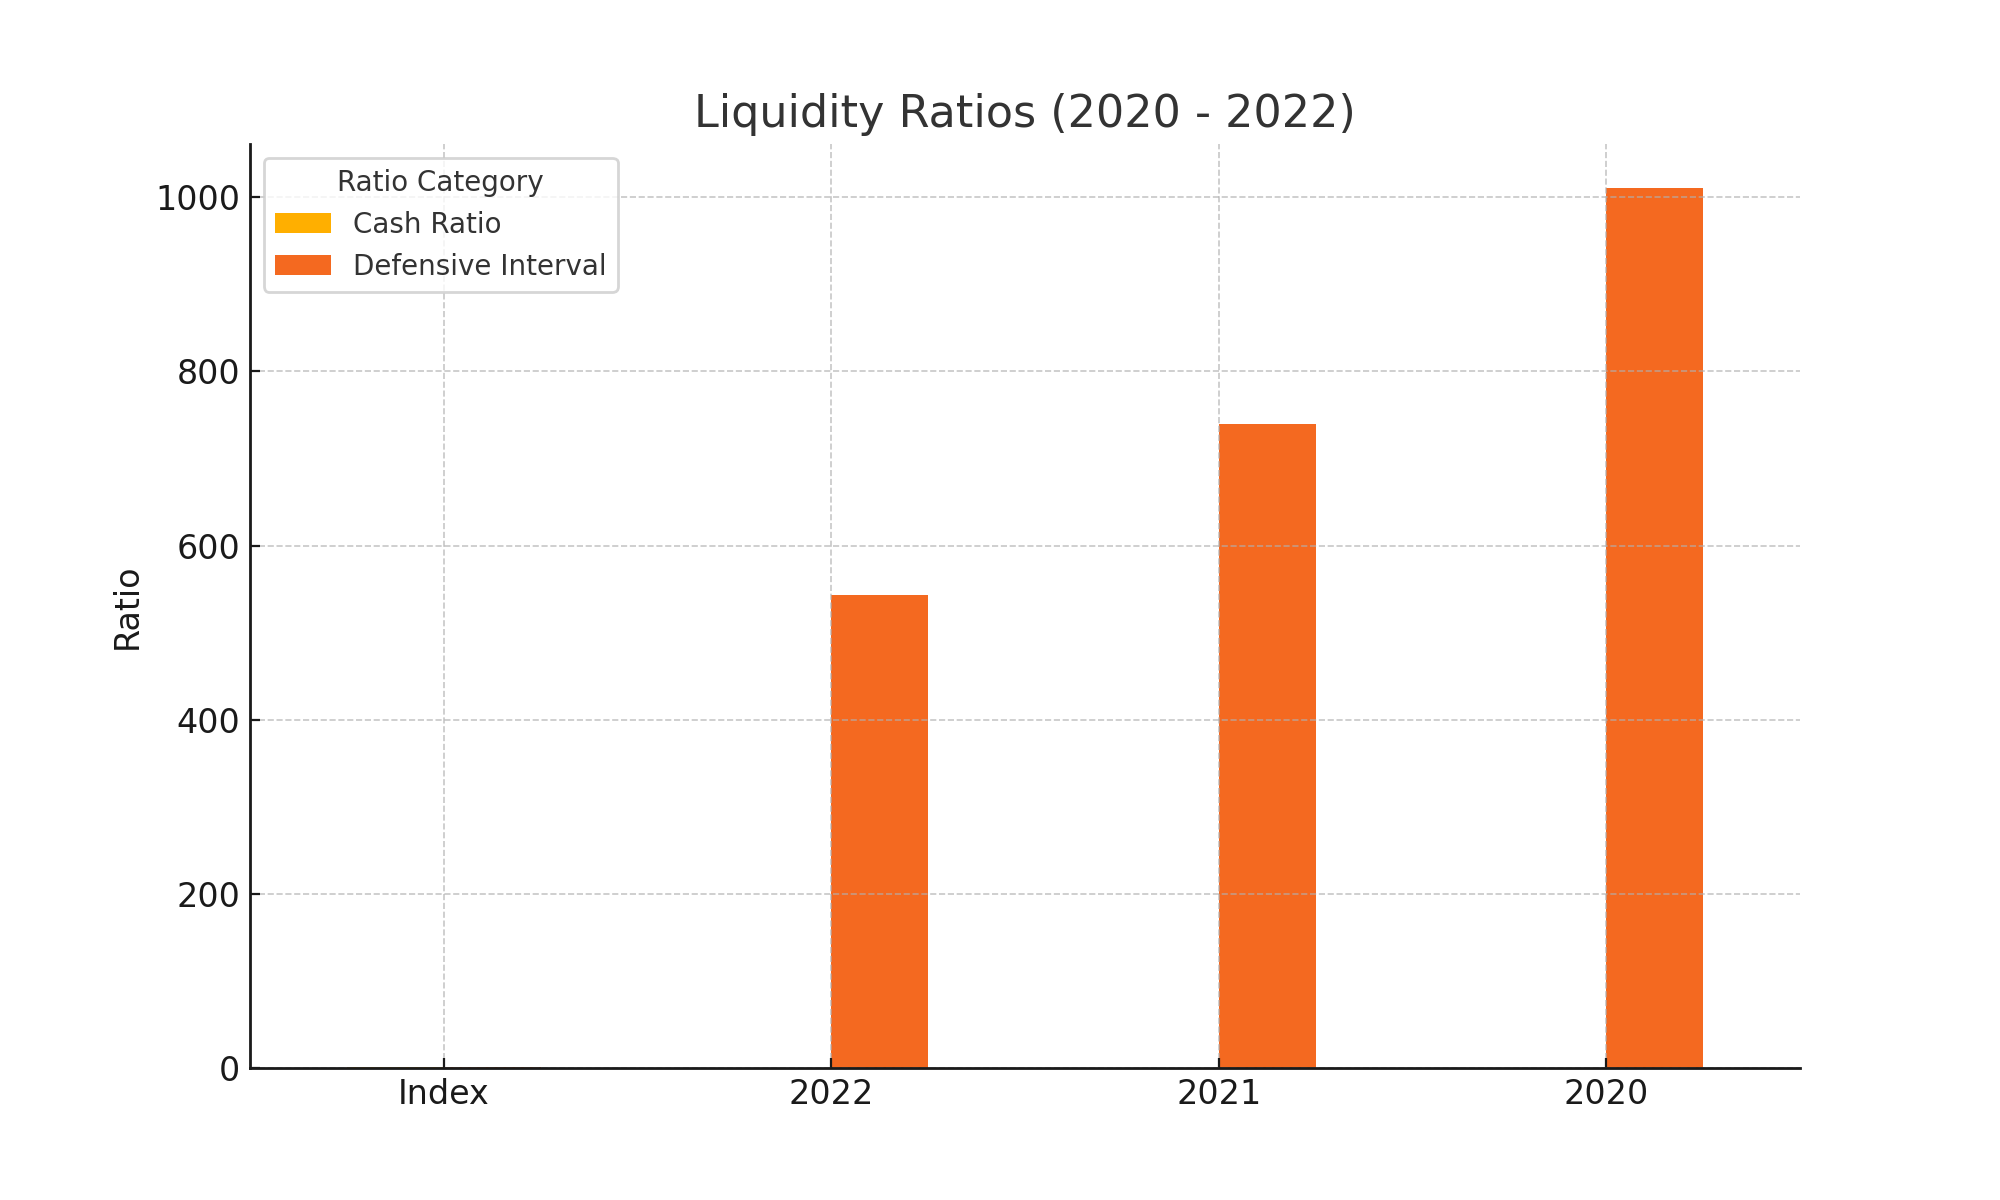 Liquidity Ratios (2020 - 2022)
Ratio Category
Cash Ratio
Defensive Interval
1000
800
600
400
200
0
Ratio
Index
2022
2021
2020